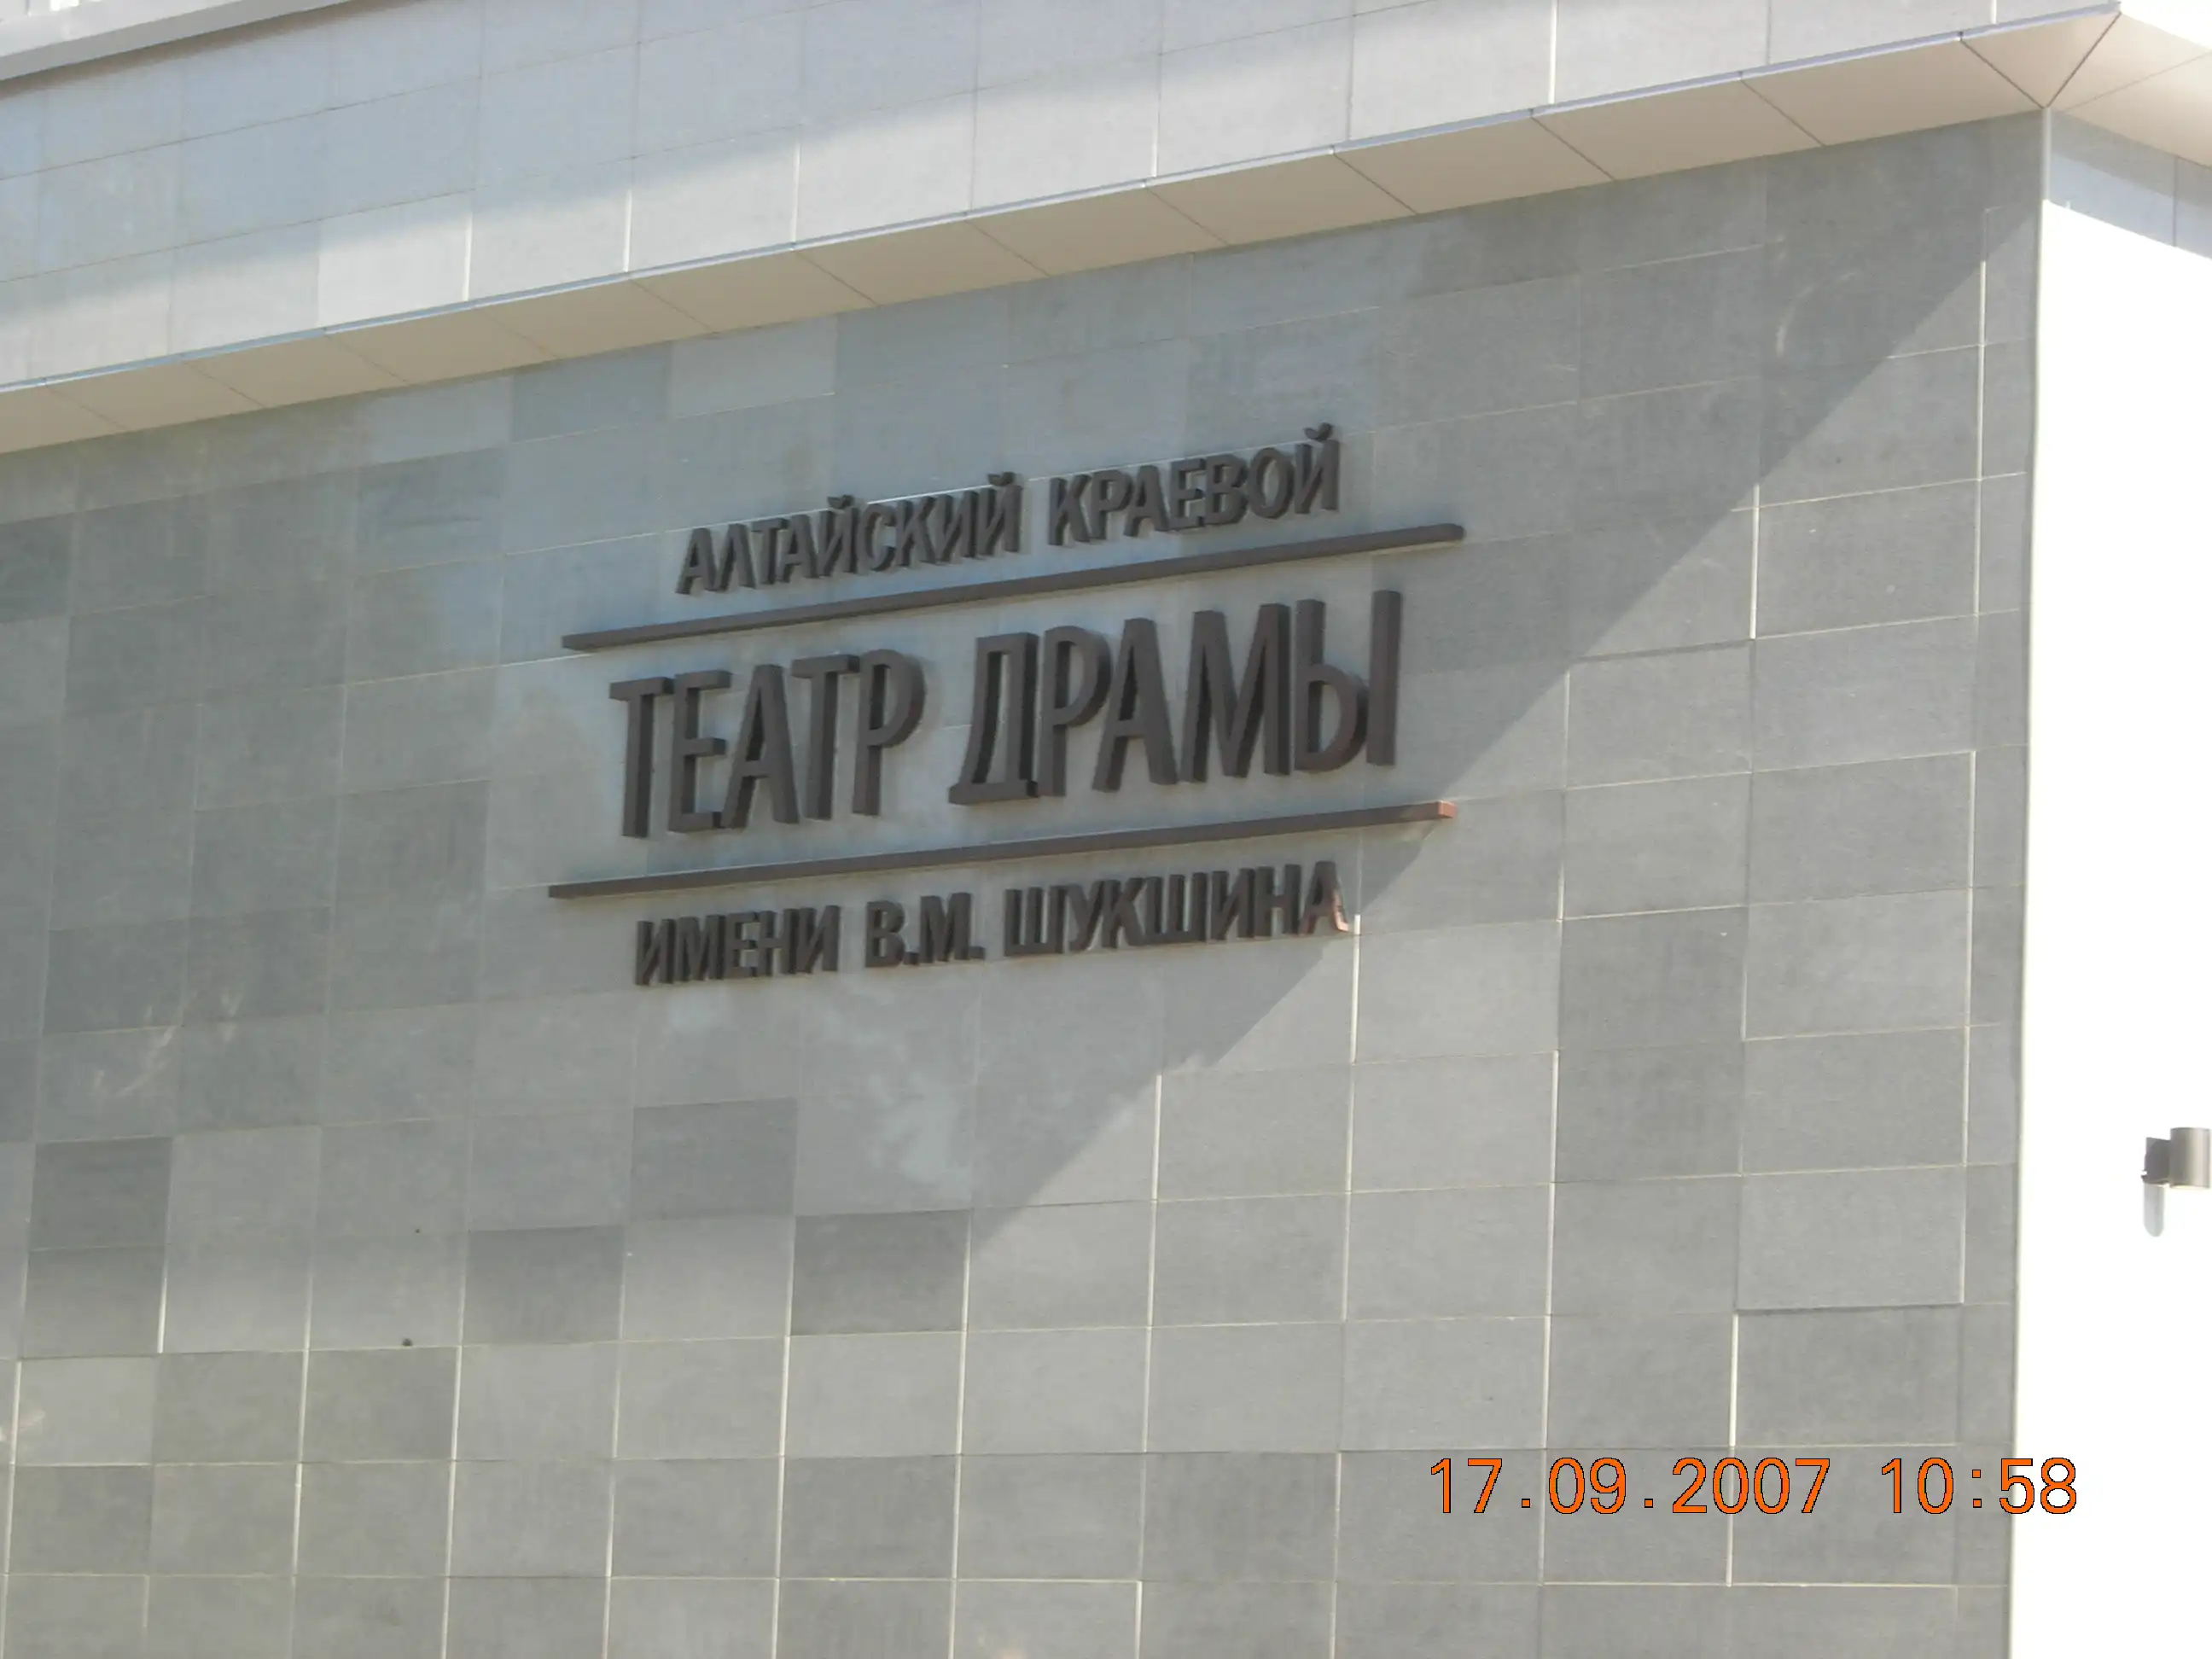 АЛТАЙСКИЙ КРАЕВОЙ
ТЕАТР ДРАМЫ
ИМЕНИ В.М. ШУКШИНА
17.09.2007 10:58